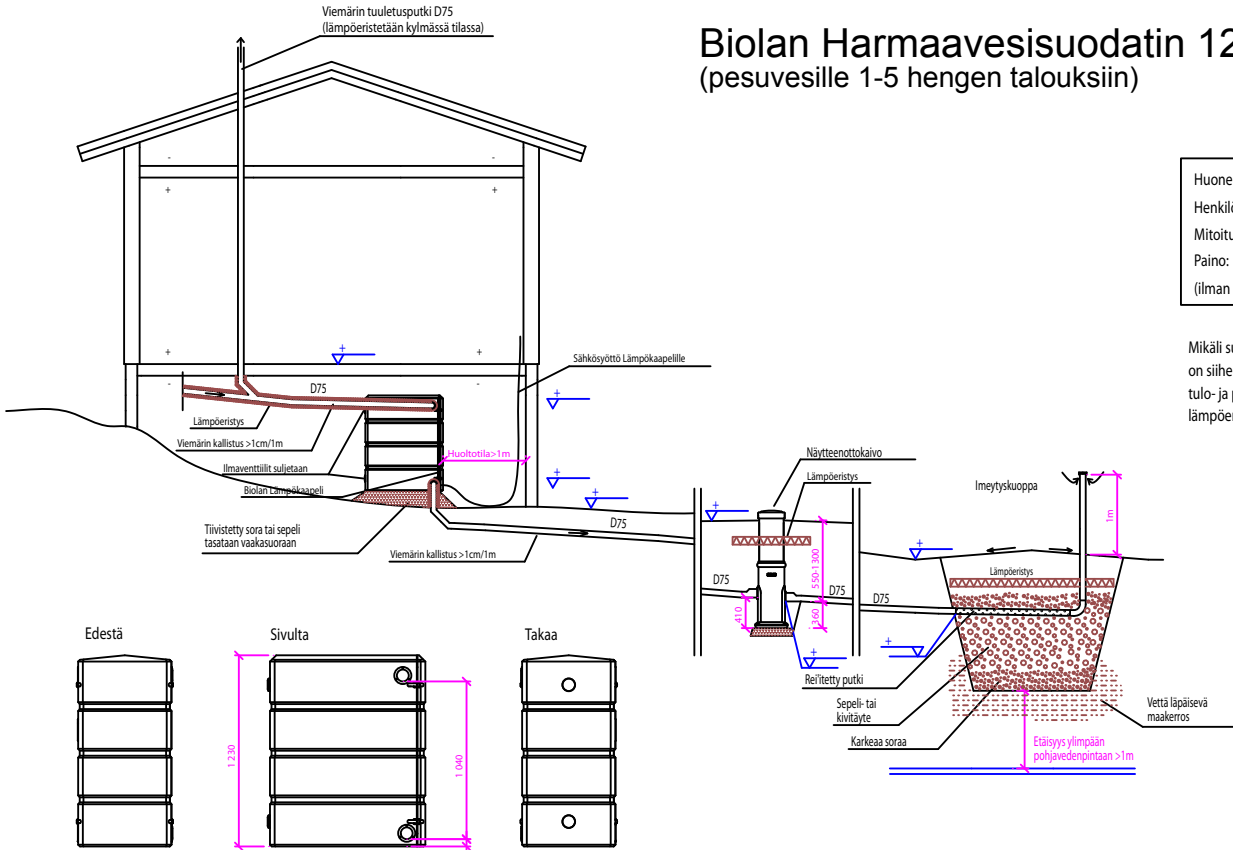 Viemärin tuuletusputki D75
(lämpöeristetään kylmässä tilassa)
Biolan Harmaavesisuodatin 12
(pesuvesille 1-5 hengen talouksiin)
Huone
Henkilö
Mitoitu
Paino:
(ilman
Mikäli su
on siihe
tulo- ja p
lämpöer
Sähkösyöttö Lämpökaapelille
D75
Lämpöeristys
Viemärin kallistus >1cm/1m
Ilmaventtiilit suljetaan
Biolan Lämpökaapeli
Huoltotila>1m
Tiivistetty sora tai sepeli
tasataan vaakasuoraan
Viemärin kallistus >1cm/1m
D75
Näytteenottokaivo
Lämpöeristys
Imeytyskuoppa
1m
550-1300
Lämpöeristys
D75
D75
D75
410
360
Rei'itetty putki
Sepeli- tai
kivitäyte
Karkeaa soraa
Vettä läpäisevä
maakerros
Etäisyys ylimpään
pohjavedenpintaan >1m
Edestä
Sivulta
Takaa
1 230
1 040